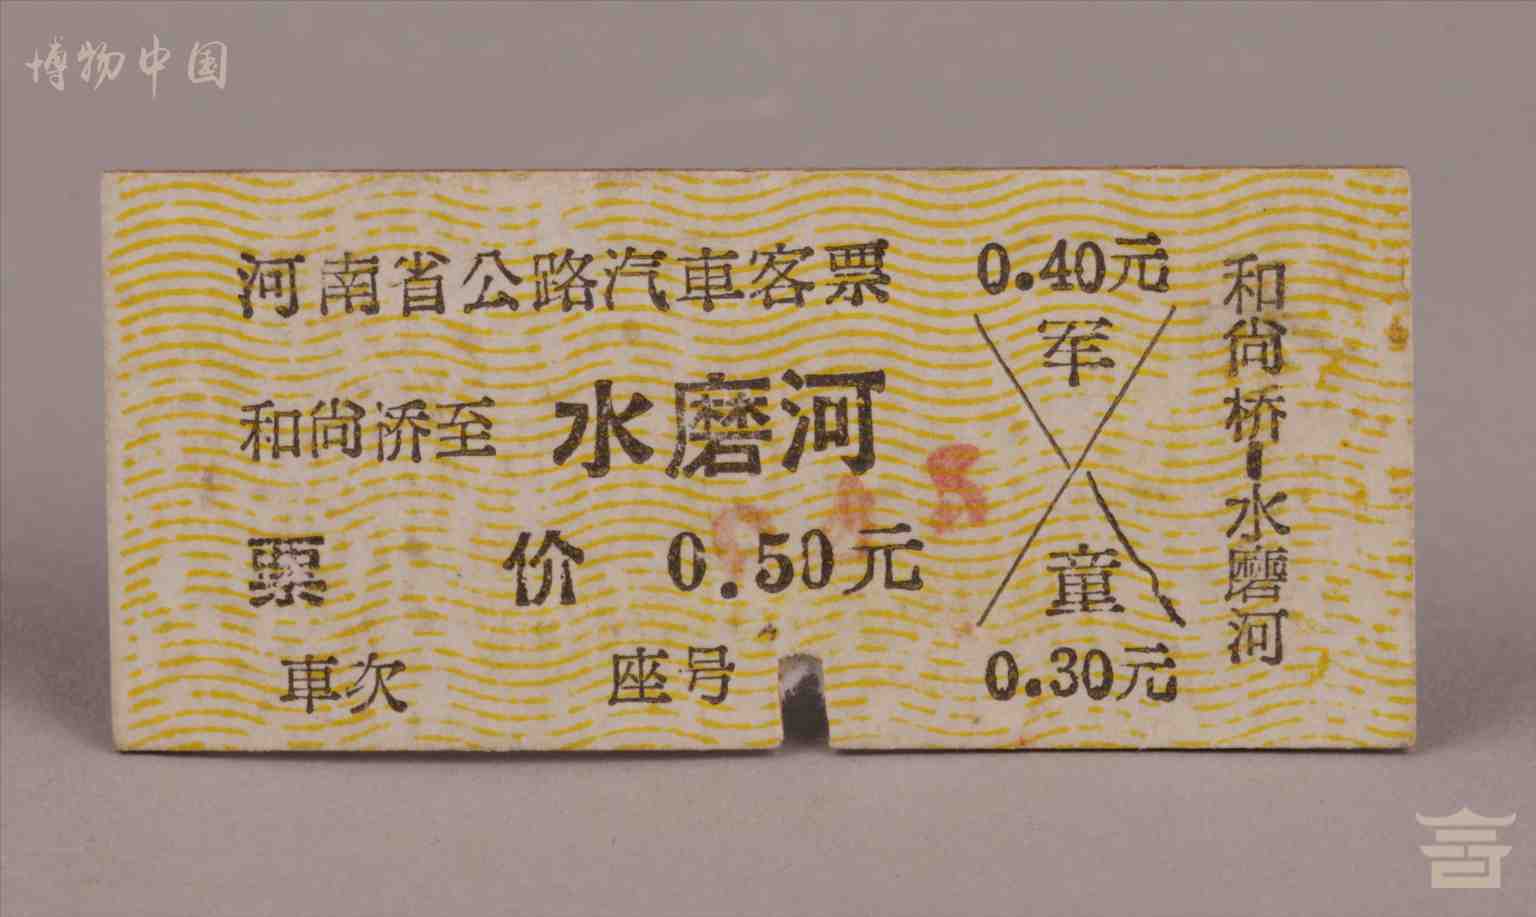 博物中国
河南省公路汽車客票
和尚桥至 水磨河
票 价 0.50元
車次 座号
0.40元
军
童
0.30元
和尚桥—水磨河